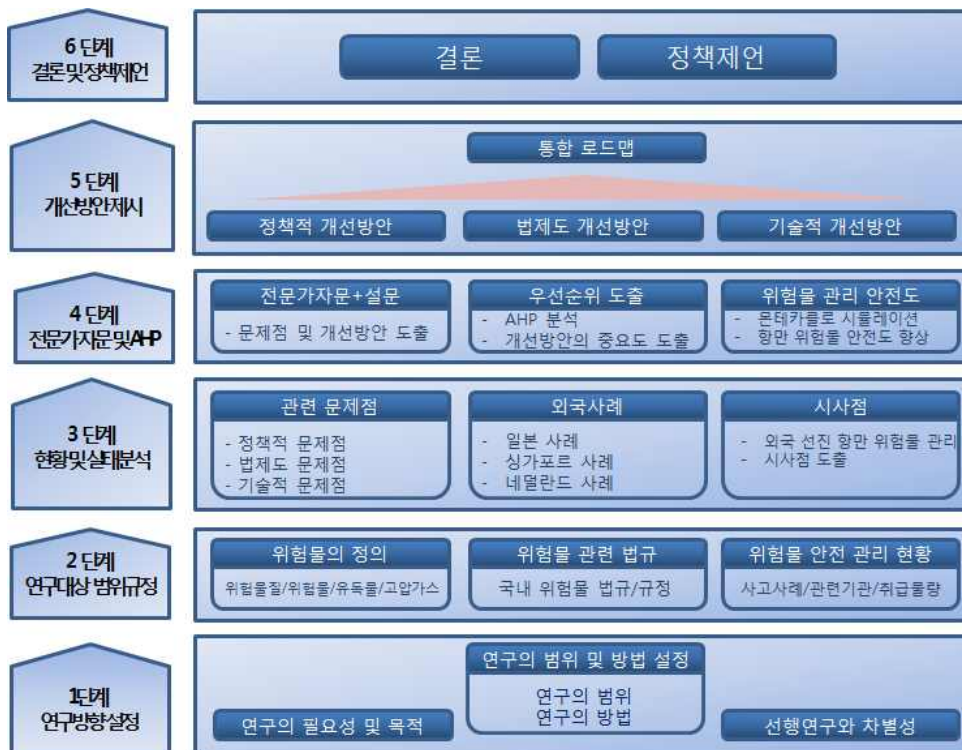 6 단계
결론 및 정책제언
결론
정책제언
5 단계
개선방안제시
통합 로드맵
정책적 개선방안
법제도 개선방안
기술적 개선방안
4 단계
전문가자문 및 AHP
전문가자문+설문
- 문제점 및 개선방안 도출
우선순위 도출
- AHP 분석
- 개선방안의 중요도 도출
위험물 관리 안전도
- 몬테카를로 시뮬레이션
- 항만 위험물 안전도 향상
3 단계
현황 및 실태분석
관련 문제점
- 정책적 문제점
- 법제도 문제점
- 기술적 문제점
외국사례
- 일본 사례
- 싱가포르 사례
- 네덜란드 사례
시사점
- 외국 선진 항만 위험물 관리
- 시사점 도출
2 단계
연구대상 범위규정
위험물의 정의
위험물질/위험물/유독물/고압가스
위험물 관련 법규
국내 위험물 법규/규정
위험물 안전 관리 현황
사고사례/관련기관/취급물량
1단계
연구방향 설정
연구의 필요성 및 목적
연구의 범위 및 방법 설정
연구의 범위
연구의 방법
선행연구와 차별성